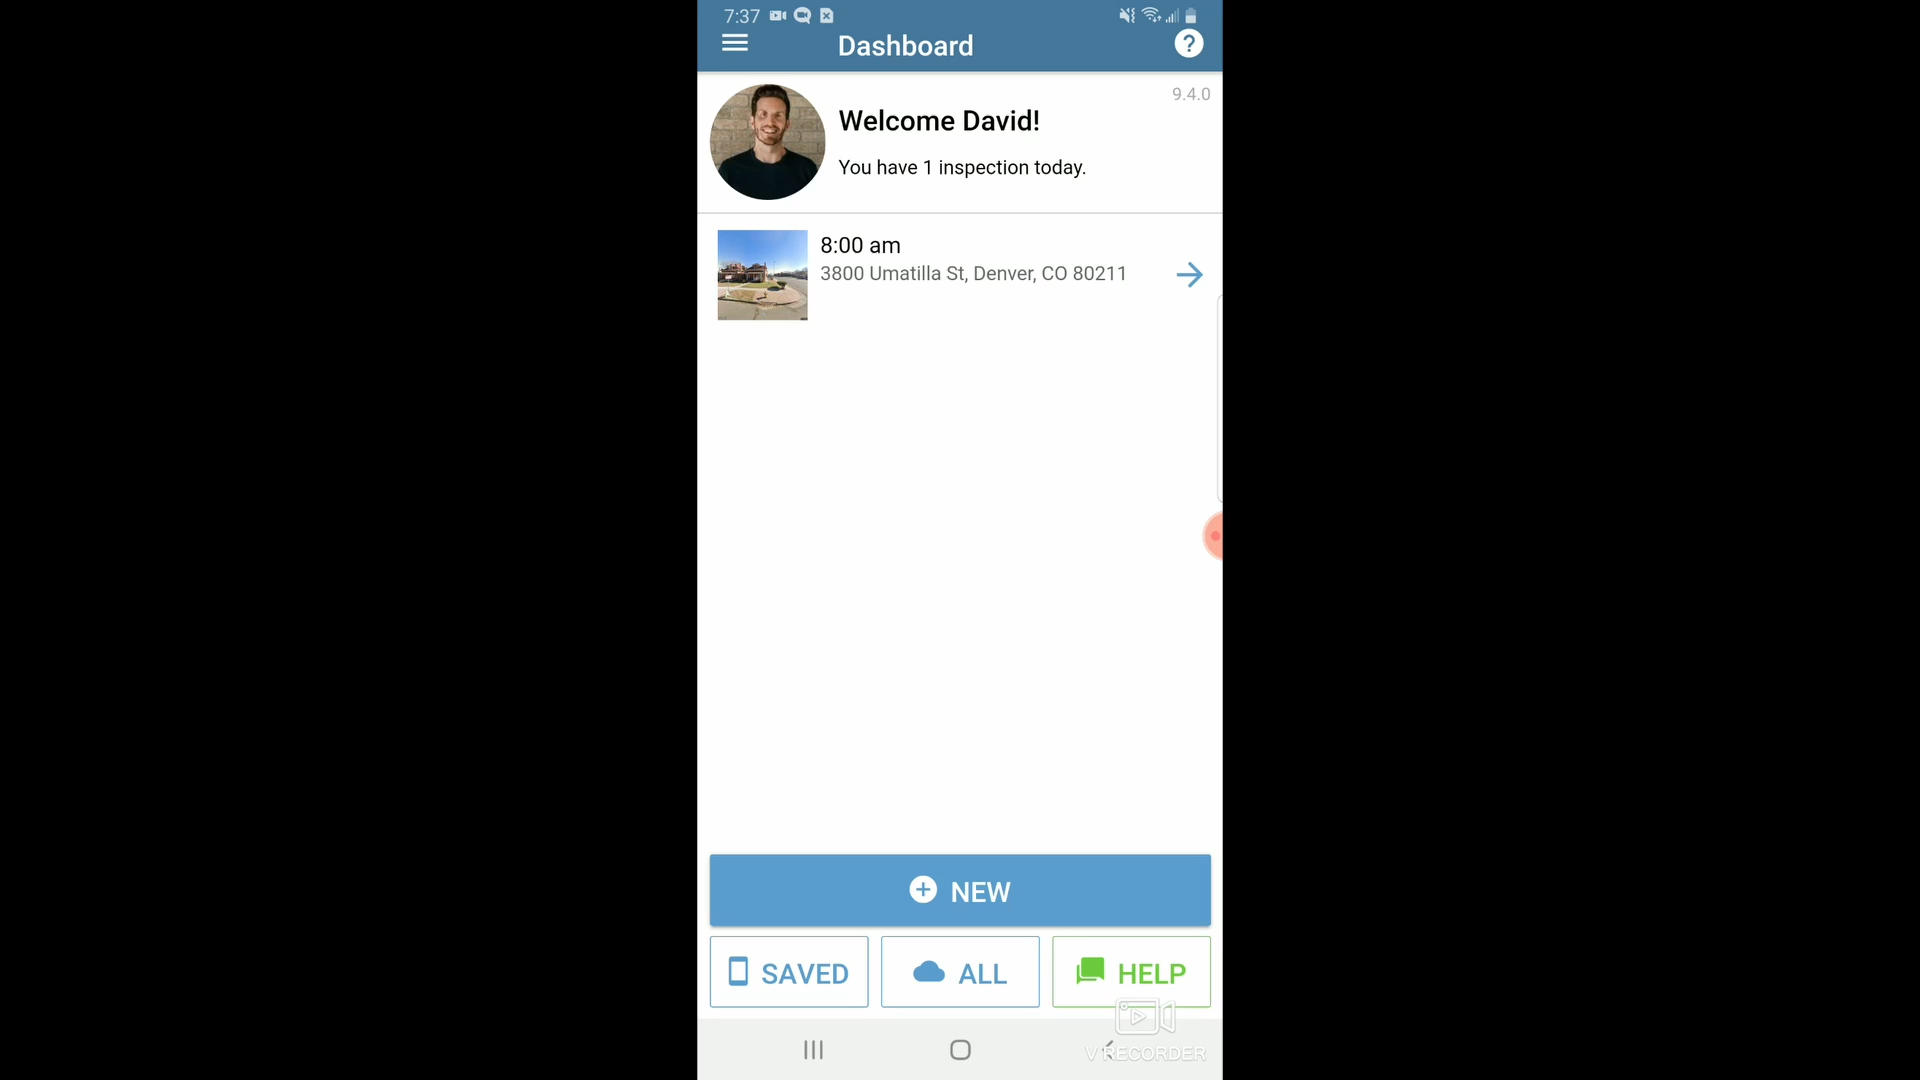 7:37
Dashboard
?
9.4.0
Welcome David!
You have 1 inspection today.
8:00 am
3800 Umatilla St, Denver, CO 80211
NEW
SAVED
ALL
HELP
V RECORDER